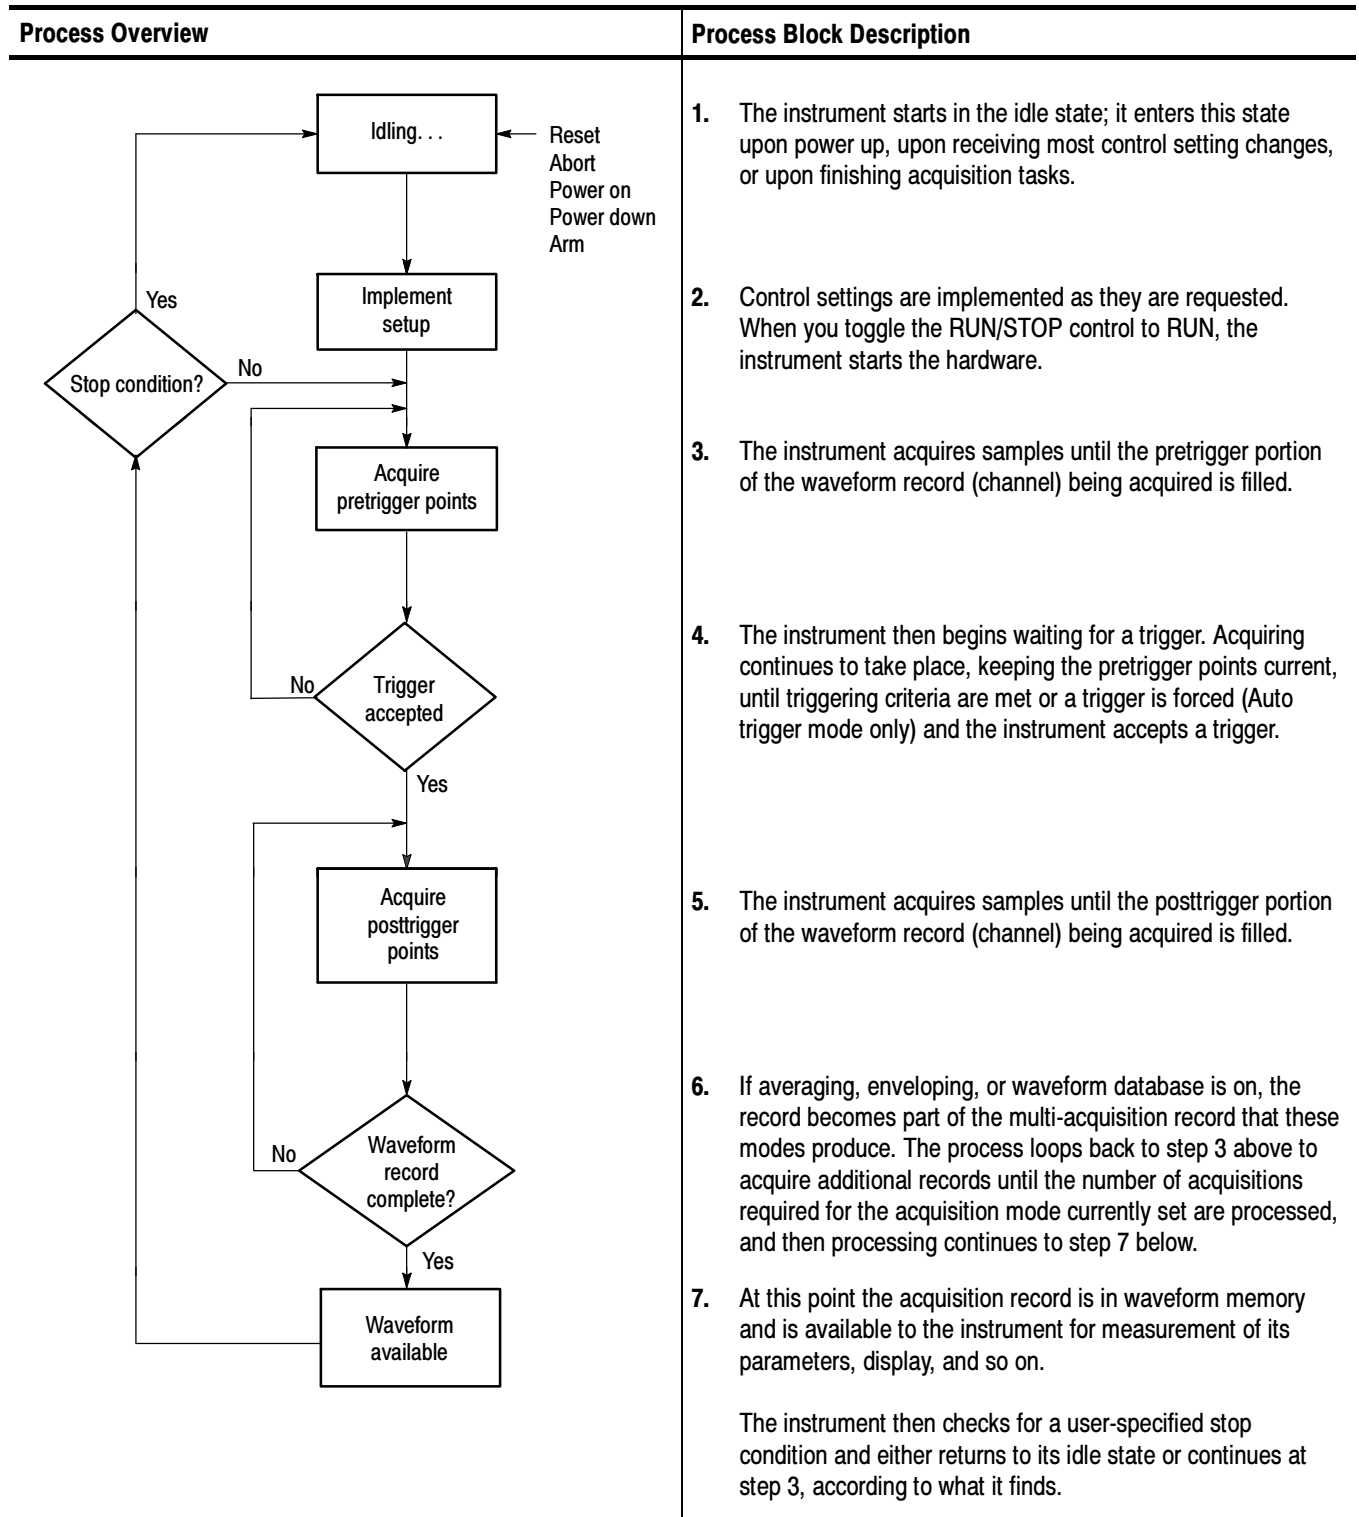 Process Overview
Process Block Description
Idling. . .
Reset
Abort
Power on
Power down
Arm
Implement
setup
Yes
Stop condition?
No
Acquire
pretrigger points
No
Trigger
accepted
Yes
Acquire
posttrigger
points
No
Waveform
record
complete?
Yes
Waveform
available
1. The instrument starts in the idle state; it enters this state
upon power up, upon receiving most control setting changes,
or upon finishing acquisition tasks.
2. Control settings are implemented as they are requested.
When you toggle the RUN/STOP control to RUN, the
instrument starts the hardware.
3. The instrument acquires samples until the pretrigger portion
of the waveform record (channel) being acquired is filled.
4. The instrument then begins waiting for a trigger. Acquiring
continues to take place, keeping the pretrigger points current,
until triggering criteria are met or a trigger is forced (Auto
trigger mode only) and the instrument accepts a trigger.
5. The instrument acquires samples until the posttrigger portion
of the waveform record (channel) being acquired is filled.
6. If averaging, enveloping, or waveform database is on, the
record becomes part of the multi-acquisition record that these
modes produce. The process loops back to step 3 above to
acquire additional records until the number of acquisitions
required for the acquisition mode currently set are processed,
and then processing continues to step 7 below.
7. At this point the acquisition record is in waveform memory
and is available to the instrument for measurement of its
parameters, display, and so on.
The instrument then checks for a user-specified stop
condition and either returns to its idle state or continues at
step 3, according to what it finds.